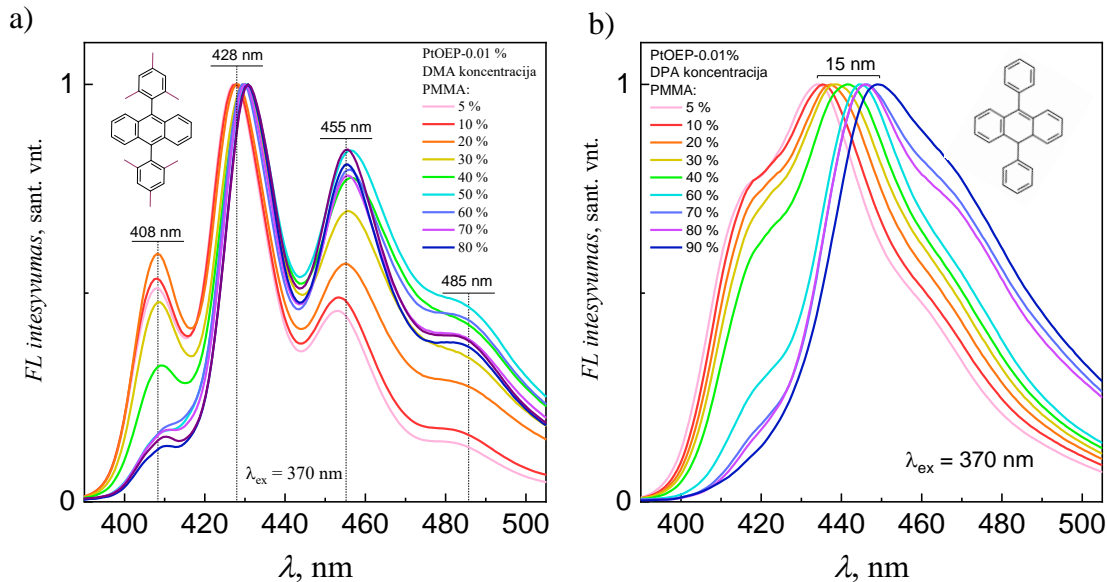 a)
428 nm
455 nm
408 nm
485 nm
PtOEP-0.01 %
DMA koncentracija
PMMA:
5 %
10 %
20 %
30 %
40 %
50 %
60 %
70 %
80 %
λex = 370 nm
FL intesyvumas, sant. vnt.
1
0
400
420
440
460
480
500
λ, nm
b)
PtOEP-0.01%
DPA koncentracija
PMMA:
5 %
10 %
20 %
30 %
40 %
60 %
70 %
80 %
90 %
15 nm
λex = 370 nm
FL intesyvumas, sant. vnt.
1
0
400
420
440
460
480
500
λ, nm